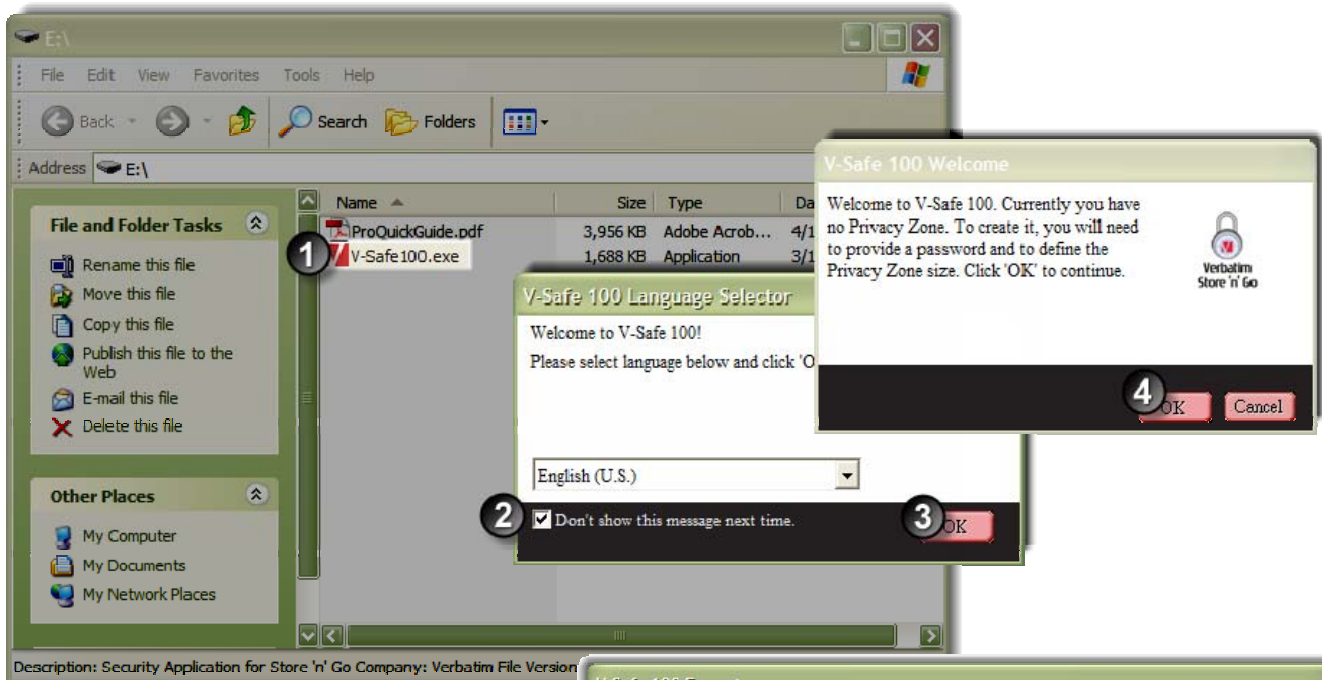 E:\
File Edit View Favorites Tools Help
Back Search Folders
Address E:\
File and Folder Tasks
Rename this file
Move this file
Copy this file
Publish this file to the
Web
E-mail this file
Delete this file
Other Places
My Computer
My Documents
My Network Places
Name Size Type
ProQuickGuide.pdf 3,956 KB Adobe Acrob... 4/1
1 V-Safe100.exe 1,688 KB Application 3/1
Description: Security Application for Store 'n' Go Company: Verbatim File Version
V-Safe 100 Language Selector
Welcome to V-Safe 100!
Please select language below and click 'O
English (U.S.)
2 Don't show this message next time. 3 OK
V-Safe 100 Welcome
Welcome to V-Safe 100. Currently you have
no Privacy Zone. To create it, you will need
to provide a password and to define the
Privacy Zone size. Click 'OK' to continue.
Verbatim
Store 'n' Go
4 OK Cancel